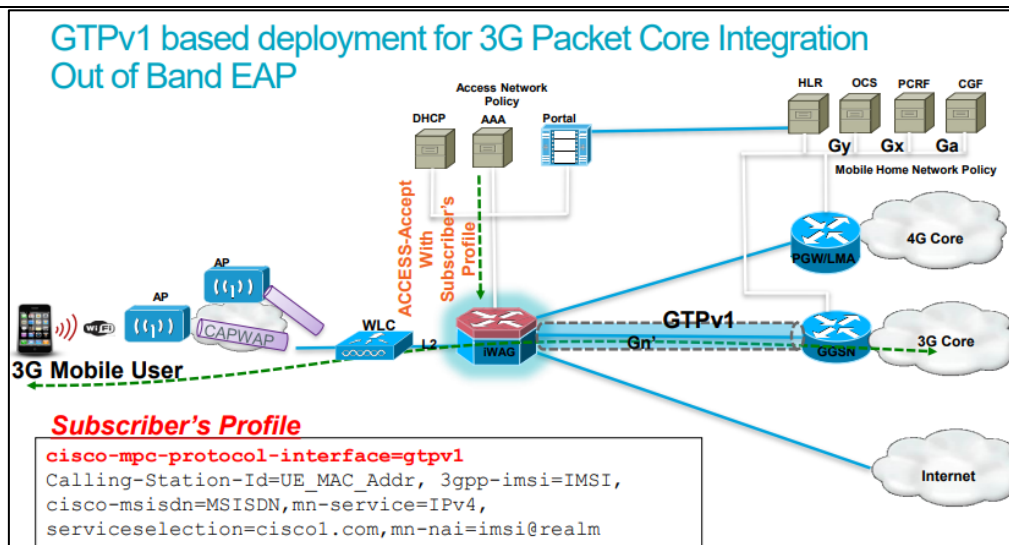 GTPv1 based deployment for 3G Packet Core Integration
Out of Band EAP
HLR OCS PCRF CGF
Access Network
Policy
DHCP AAA Portal
Gy Gx Ga
Mobile Home Network Policy
ACCESS-Accept
With
Subscriber's
Profile
4G Core
PGW/LMA
AP
AP
WiFi
CAPWAP
WLC
L2
iWAG
GTPv1
Gn'
GGSN
3G Core
3G Mobile User
Subscriber's Profile
cisco-mpc-protocol-interface=gtpv1
Calling-Station-Id=UE_MAC_Addr, 3gpp-imsi=IMSI,
cisco-msisdn=MSISDN,mn-service=IPv4,
serviceselection=cisco1.com,mn-nai=imsi@realm
Internet